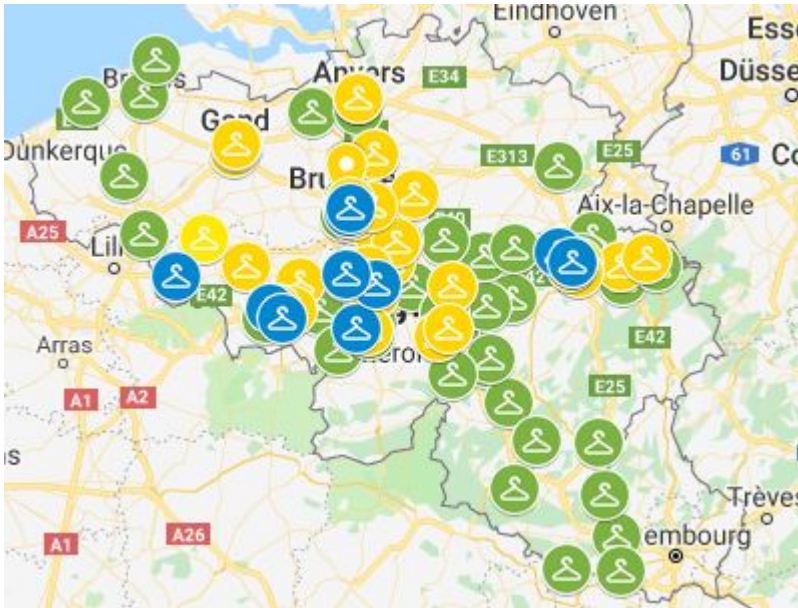 Eindhoven
Esse
Anvers
E34
Düsse
Gand
Dunkerque
E313
E25
61
Co
Bru
Aix-la-Chapelle
A25
Lill
E42
Arras
E42
A1
A2
E25
A1
A26
Trèves
embourg